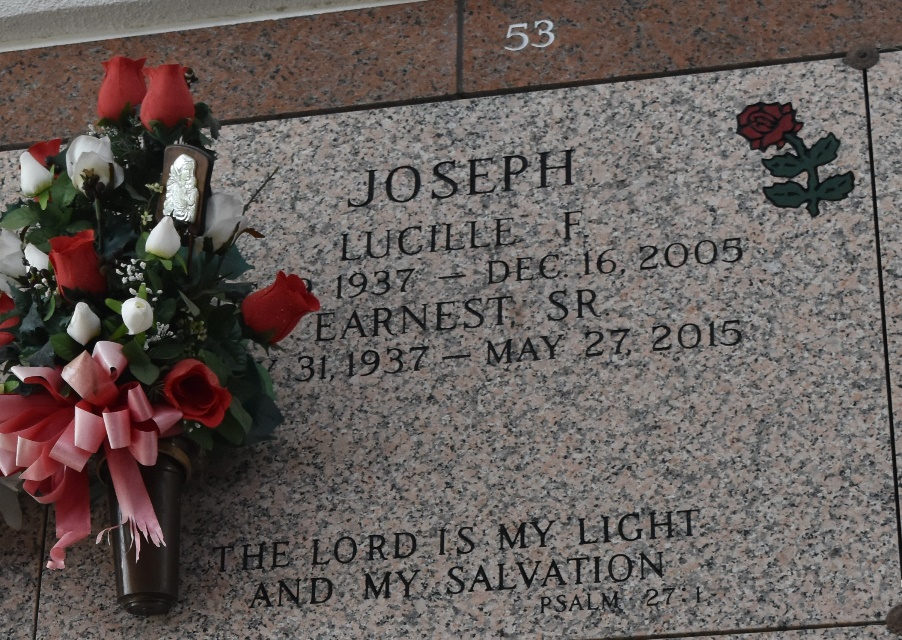 53
JOSEPH
LUCILLE F.
1937 — DEC. 16, 2005
EARNEST SR.
31, 1937 — MAY 27, 2015
THE LORD IS MY LIGHT
AND MY SALVATION
PSALM 27:1